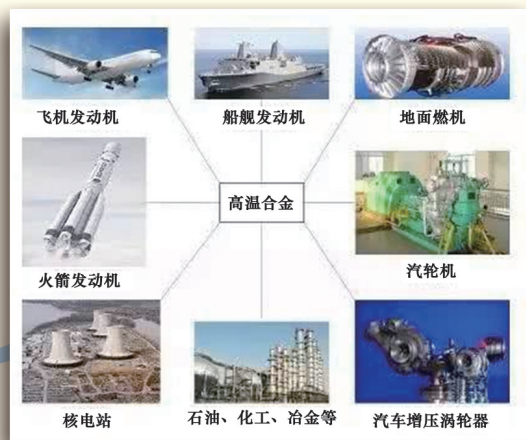 飞机发动机
船舰发动机
地面燃机
高温合金
火箭发动机
汽轮机
核电站
石油、化工、冶金等
汽车增压涡轮器